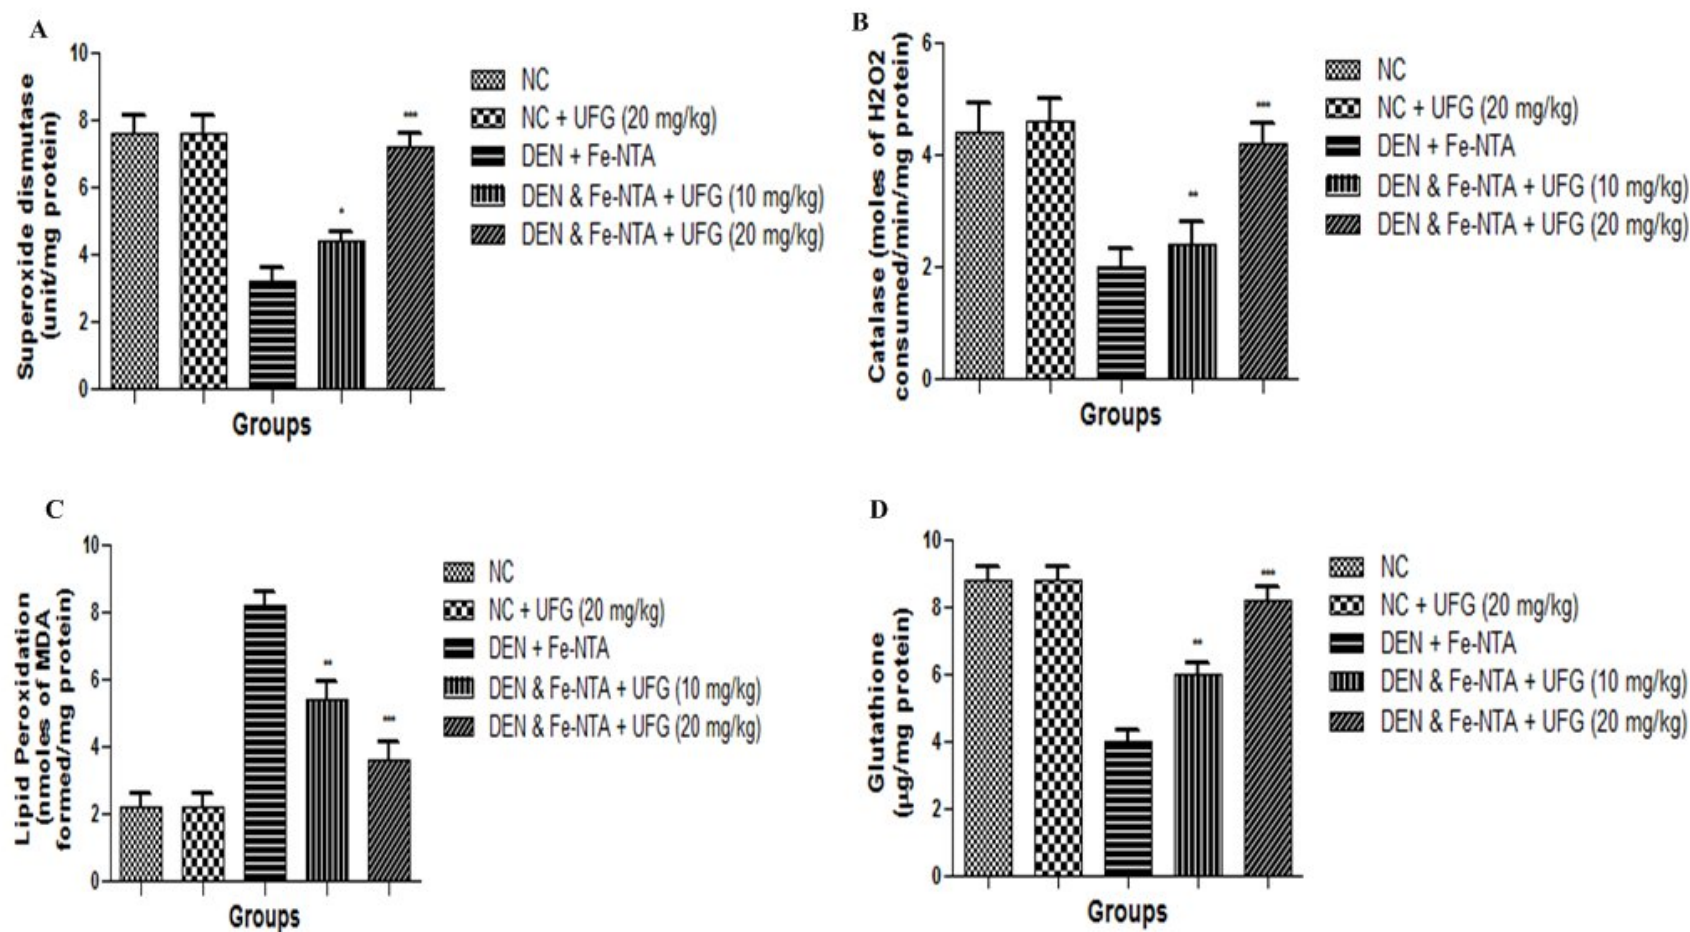 A
Superoxide dismutase
(unit/mg protein)
10
8
6
4
2
0
*
***
Groups
NC
NC + UFG (20 mg/kg)
DEN + Fe-NTA
DEN & Fe-NTA + UFG (10 mg/kg)
DEN & Fe-NTA + UFG (20 mg/kg)
B
Catalase (moles of H2O2
consumed/min/mg protein)
6
4
2
0
**
***
Groups
NC
NC + UFG (20 mg/kg)
DEN + Fe-NTA
DEN & Fe-NTA + UFG (10 mg/kg)
DEN & Fe-NTA + UFG (20 mg/kg)
C
Lipid Peroxidation
(nmoles of MDA
formed/mg protein)
10
8
6
4
2
0
**
***
Groups
NC
NC + UFG (20 mg/kg)
DEN + Fe-NTA
DEN & Fe-NTA + UFG (10 mg/kg)
DEN & Fe-NTA + UFG (20 mg/kg)
D
Glutathione
(µg/mg protein)
10
8
6
4
2
0
**
***
Groups
NC
NC + UFG (20 mg/kg)
DEN + Fe-NTA
DEN & Fe-NTA + UFG (10 mg/kg)
DEN & Fe-NTA + UFG (20 mg/kg)